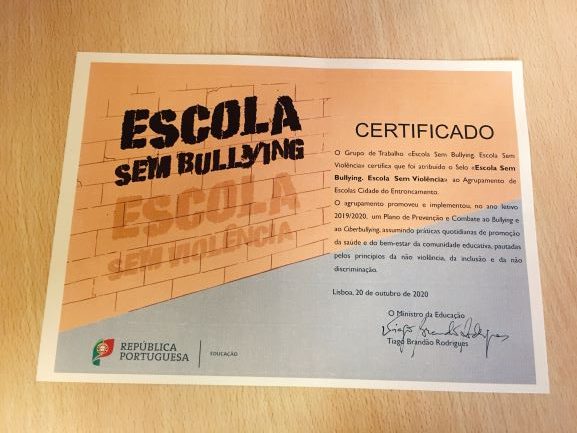 ESCOLA
SEM BULLYING
ESCOLA
SEM VIOLÊNCIA
CERTIFICADO
O Grupo de Trabalho «Escola Sem Bullying. Escola Sem
Violência» certifica que foi atribuído o Selo «Escola Sem
Bullying. Escola Sem Violência» ao Agrupamento de
Escolas Cidade do Entroncamento.
O agrupamento promoveu e implementou, no ano letivo
2019/2020, um Plano de Prevenção e Combate ao Bullying e
ao Ciberbullying, assumindo práticas quotidianas de promoção
da saúde e do bem-estar da comunidade educativa, pautadas
pelos princípios da não violência, da inclusão e da não
discriminação.
Lisboa, 20 de outubro de 2020
O Ministro da Educação
Tiago Brandão Rodrigues
Tiago Brandão Rodrigues
REPÚBLICA
PORTUGUESA
EDUCAÇÃO